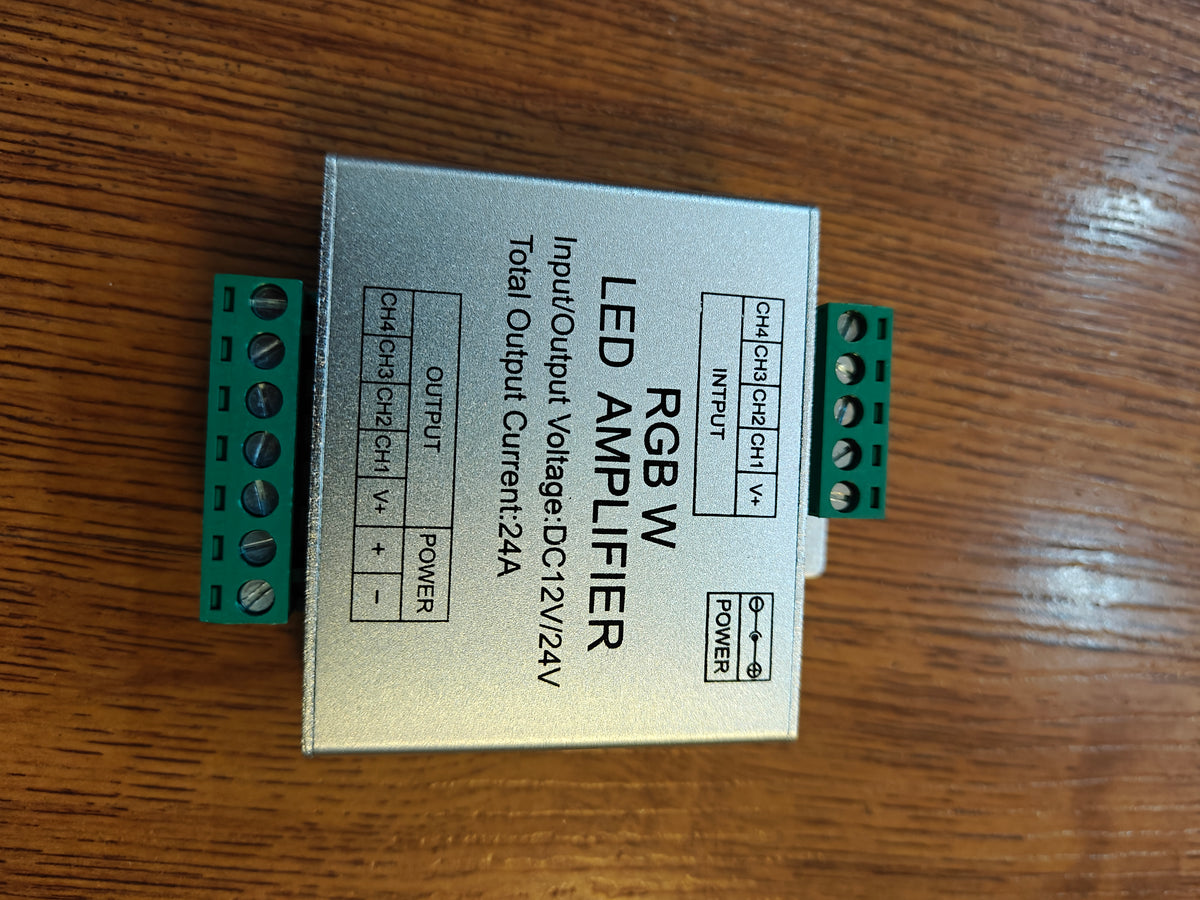 CH4 CH3 CH2 CH1 V+
INTPUT
POWER
RGB W
LED AMPLIFIER
Input/Output Voltage:DC12V/24V
Total Output Current:24A
OUTPUT POWER
CH4 CH3 CH2 CH1 V+ + -